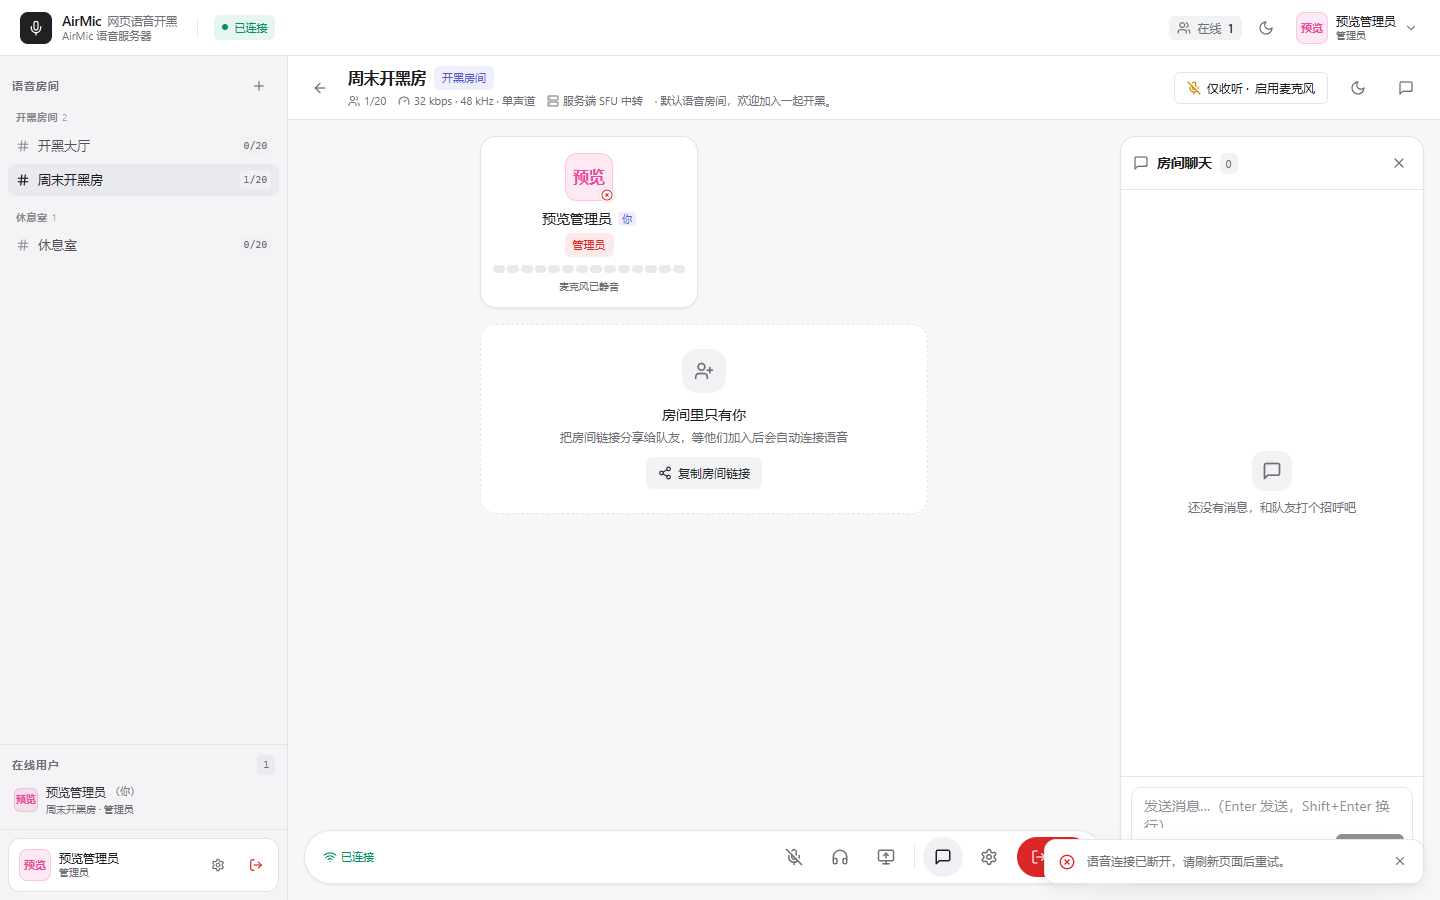 AirMic 网页语音开黑
AirMic 语音服务器
已连接
在线 1
预览
预览管理员
管理员
语音房间
开黑房间 2
开黑大厅
0/20
周末开黑房
1/20
休息室 1
休息室
0/20
在线用户
1
预览
预览管理员 (你)
周末开黑房 · 管理员
预览
预览管理员
管理员
周末开黑房
开黑房间
1/20
32 kbps · 48 kHz · 单声道
服务端 SFU 中转
· 默认语音房间，欢迎加入一起开黑。
仅收听 · 启用麦克风
预览
预览管理员
你
管理员
麦克风已静音
房间里只有你
把房间链接分享给队友，等他们加入后会自动连接语音
复制房间链接
已连接
房间聊天
0
还没有消息，和队友打个招呼吧
发送消息...（Enter 发送，Shift+Enter 换
行）
语音连接已断开，请刷新页面后重试。